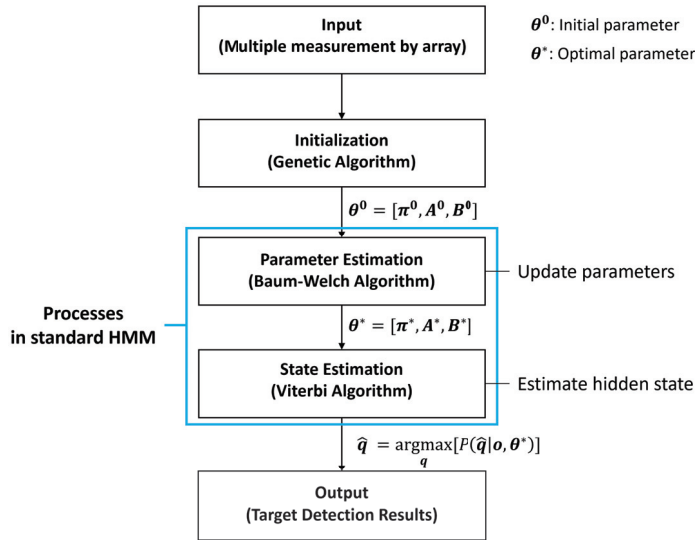 Input
(Multiple measurement by array)
θ⁰: Initial parameter
θ*: Optimal parameter
Initialization
(Genetic Algorithm)
θ⁰ = [π⁰, A⁰, B⁰]
Parameter Estimation
(Baum-Welch Algorithm)
Update parameters
Processes
in standard HMM
θ* = [π*, A*, B*]
State Estimation
(Viterbi Algorithm)
Estimate hidden state
q̂ = argmax[P(q̂|o, θ*)]
q
Output
(Target Detection Results)